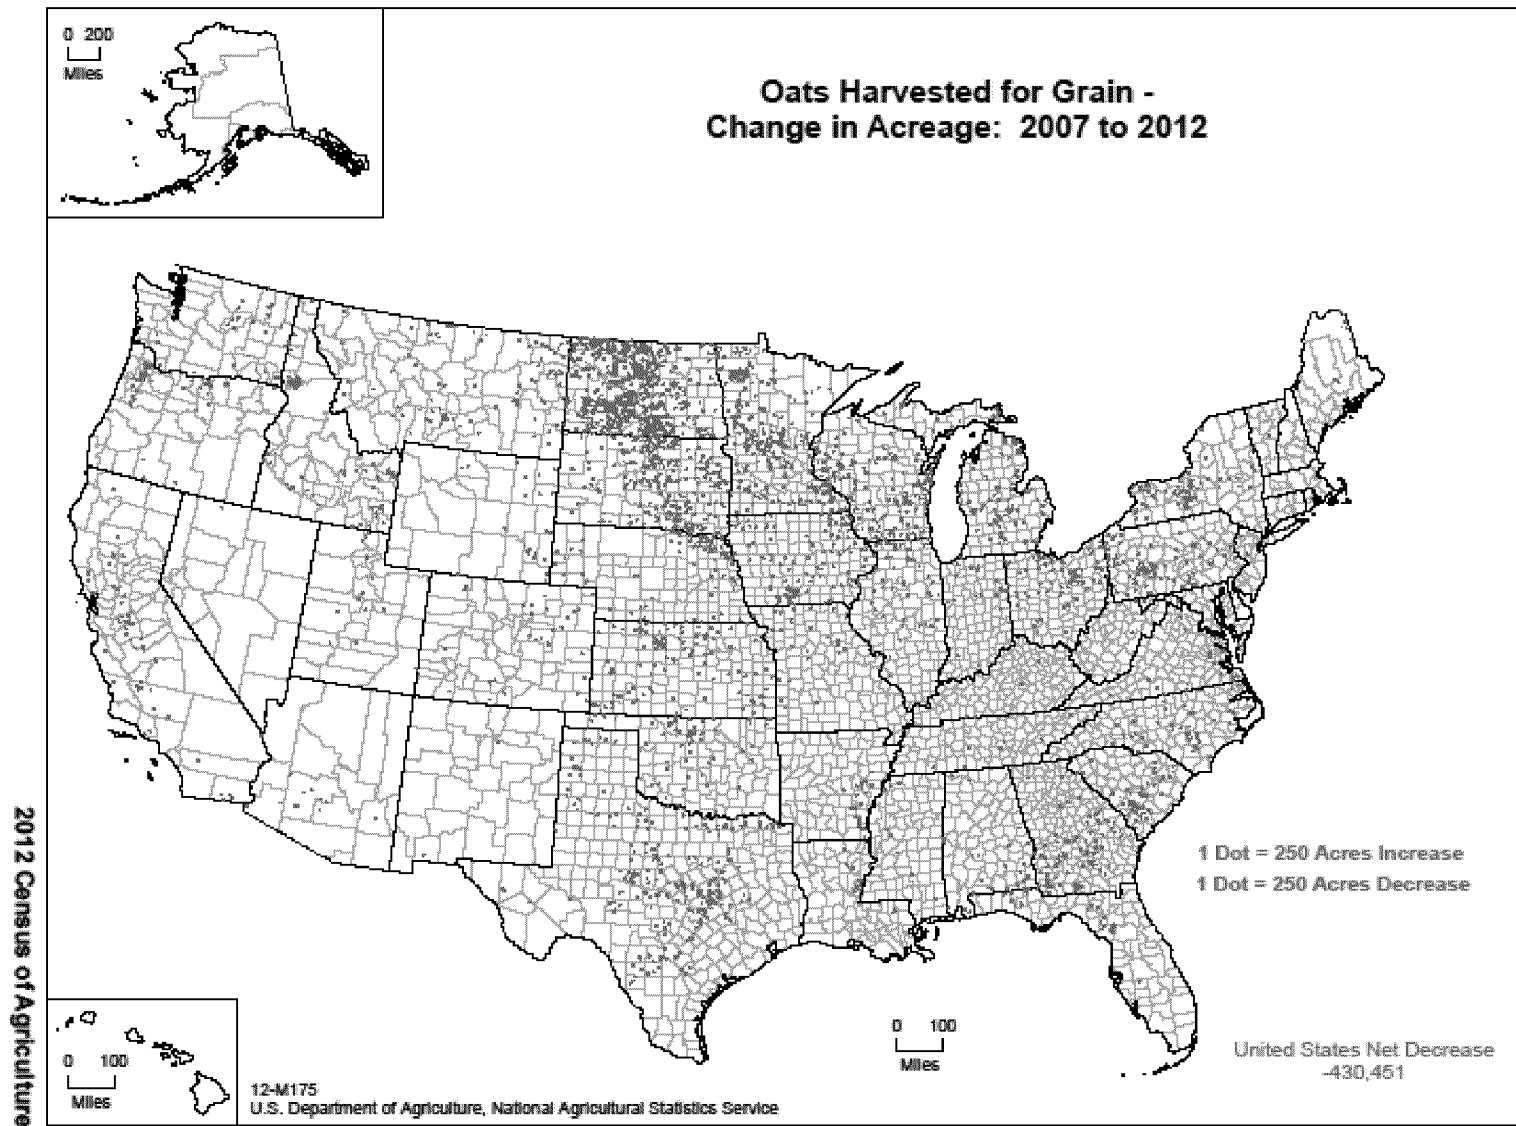 0 200
Miles
Oats Harvested for Grain -
Change in Acreage: 2007 to 2012
1 Dot = 250 Acres Increase
1 Dot = 250 Acres Decrease
2012 Census of Agriculture
0 100
Miles
0 100
Miles
United States Net Decrease
-430,451
12-M175
U.S. Department of Agriculture, National Agricultural Statistics Service